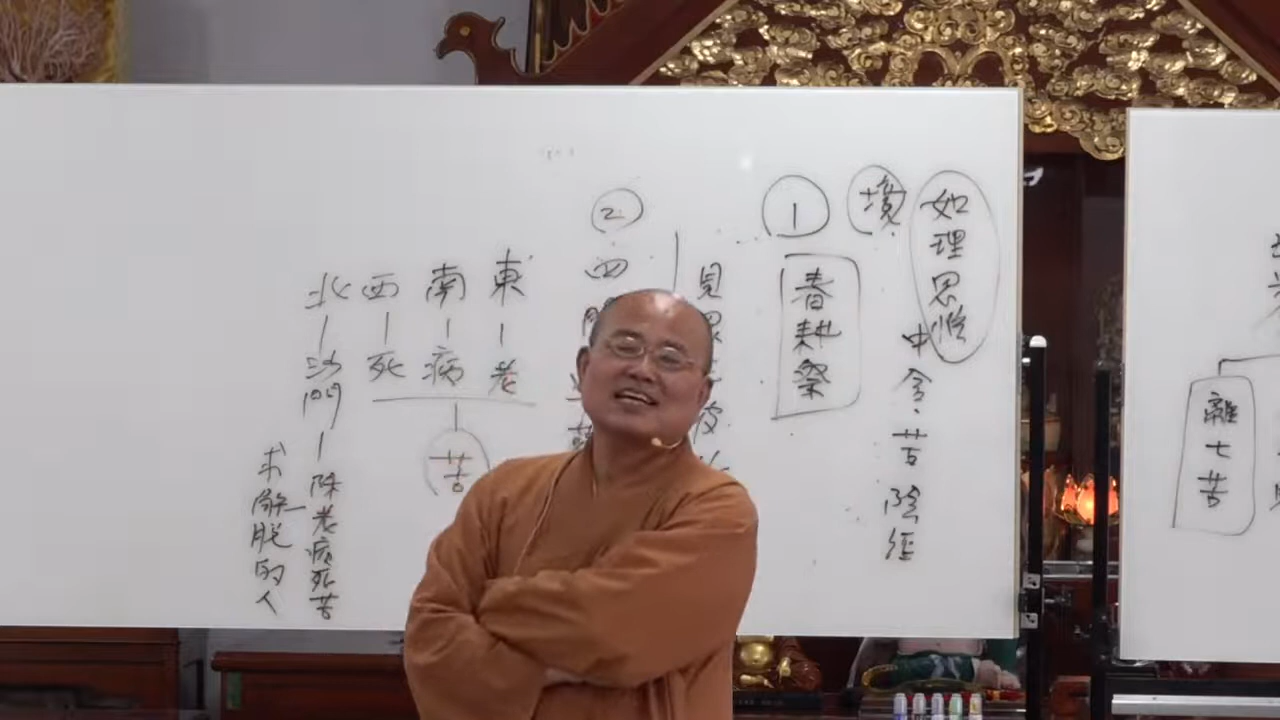 離七苦
如理思惟
中含·苦陰經
境
1
春耕祭
見眾
2
四
東－老
南－病
西－死
苦
北－沙門－除老病死苦
求解脫的人